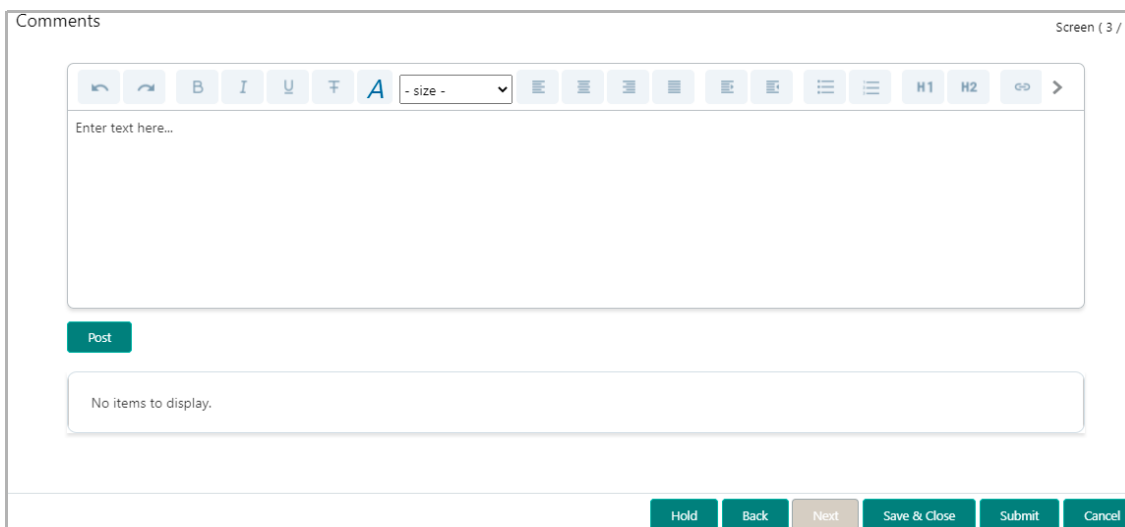 Comments
Screen ( 3 /
B I U T A - size - H1 H2
Enter text here...
Post
No items to display.
Hold Back Next Save & Close Submit Cancel